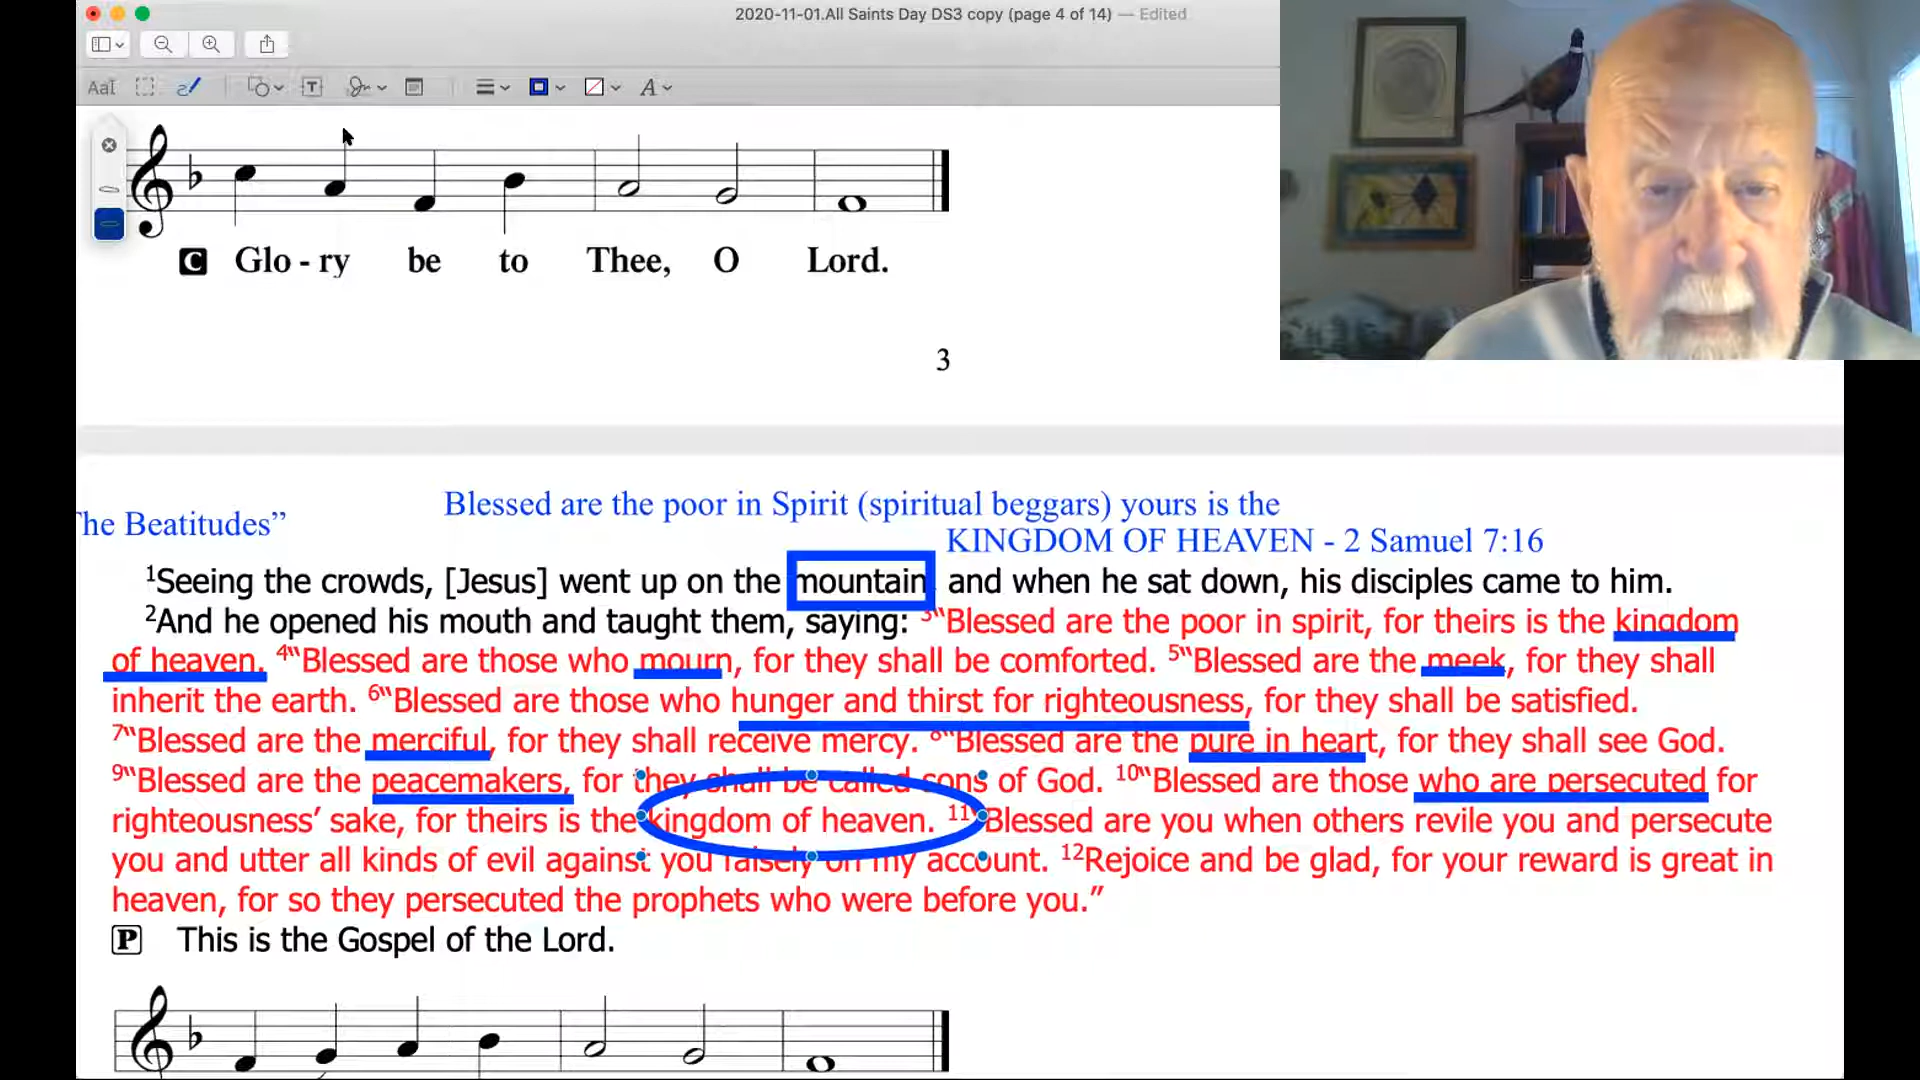 2020-11-01.All Saints Day DS3 copy (page 4 of 14) — Edited
C Glo - ry be to Thee, O Lord.
3
Blessed are the poor in Spirit (spiritual beggars) yours is the
he Beatitudes”
KINGDOM OF HEAVEN - 2 Samuel 7:16
1Seeing the crowds, [Jesus] went up on the mountain and when he sat down, his disciples came to him.
2And he opened his mouth and taught them, saying: 3“Blessed are the poor in spirit, for theirs is the kingdom
of heaven. 4“Blessed are those who mourn, for they shall be comforted. 5“Blessed are the meek, for they shall
inherit the earth. 6“Blessed are those who hunger and thirst for righteousness, for they shall be satisfied.
7“Blessed are the merciful, for they shall receive mercy. 8“Blessed are the pure in heart, for they shall see God.
9“Blessed are the peacemakers, for they shall be called sons of God. 10“Blessed are those who are persecuted for
righteousness’ sake, for theirs is the kingdom of heaven. 11“Blessed are you when others revile you and persecute
you and utter all kinds of evil against you falsely on my account. 12Rejoice and be glad, for your reward is great in
heaven, for so they persecuted the prophets who were before you.”
P This is the Gospel of the Lord.